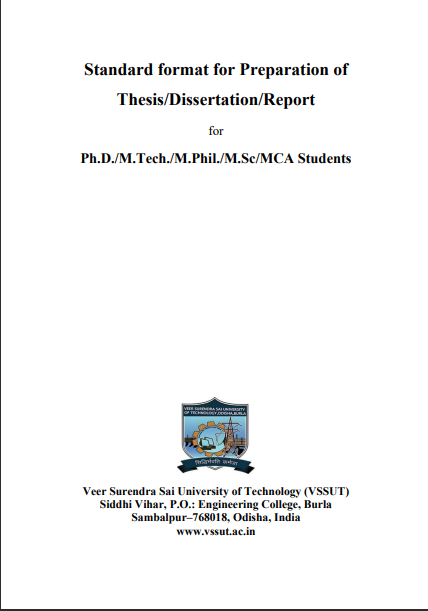 Standard format for Preparation of
Thesis/Dissertation/Report
for
Ph.D./M.Tech./M.Phil./M.Sc/MCA Students
VEER SURENDRA SAI UNIVERSITY
OF TECHNOLOGY,ODISHA,BURLA
Veer Surendra Sai University of Technology (VSSUT)
Siddhi Vihar, P.O.: Engineering College, Burla
Sambalpur–768018, Odisha, India
www.vssut.ac.in